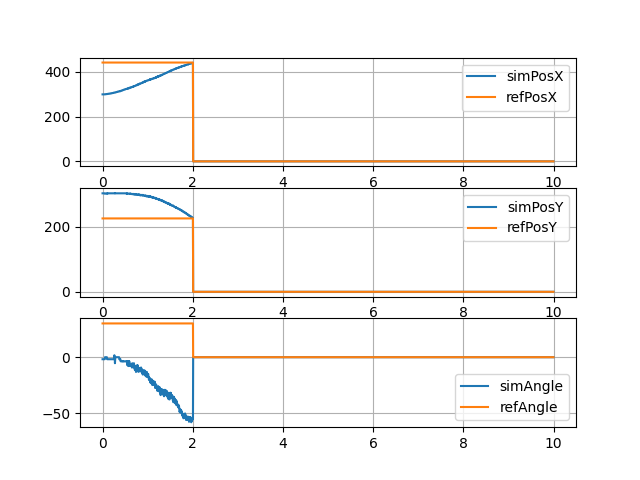 400
200
0
simPosX
refPosX
0 2 4 6 8 10
200
0
simPosY
refPosY
0 2 4 6 8 10
0
−50
simAngle
refAngle
0 2 4 6 8 10